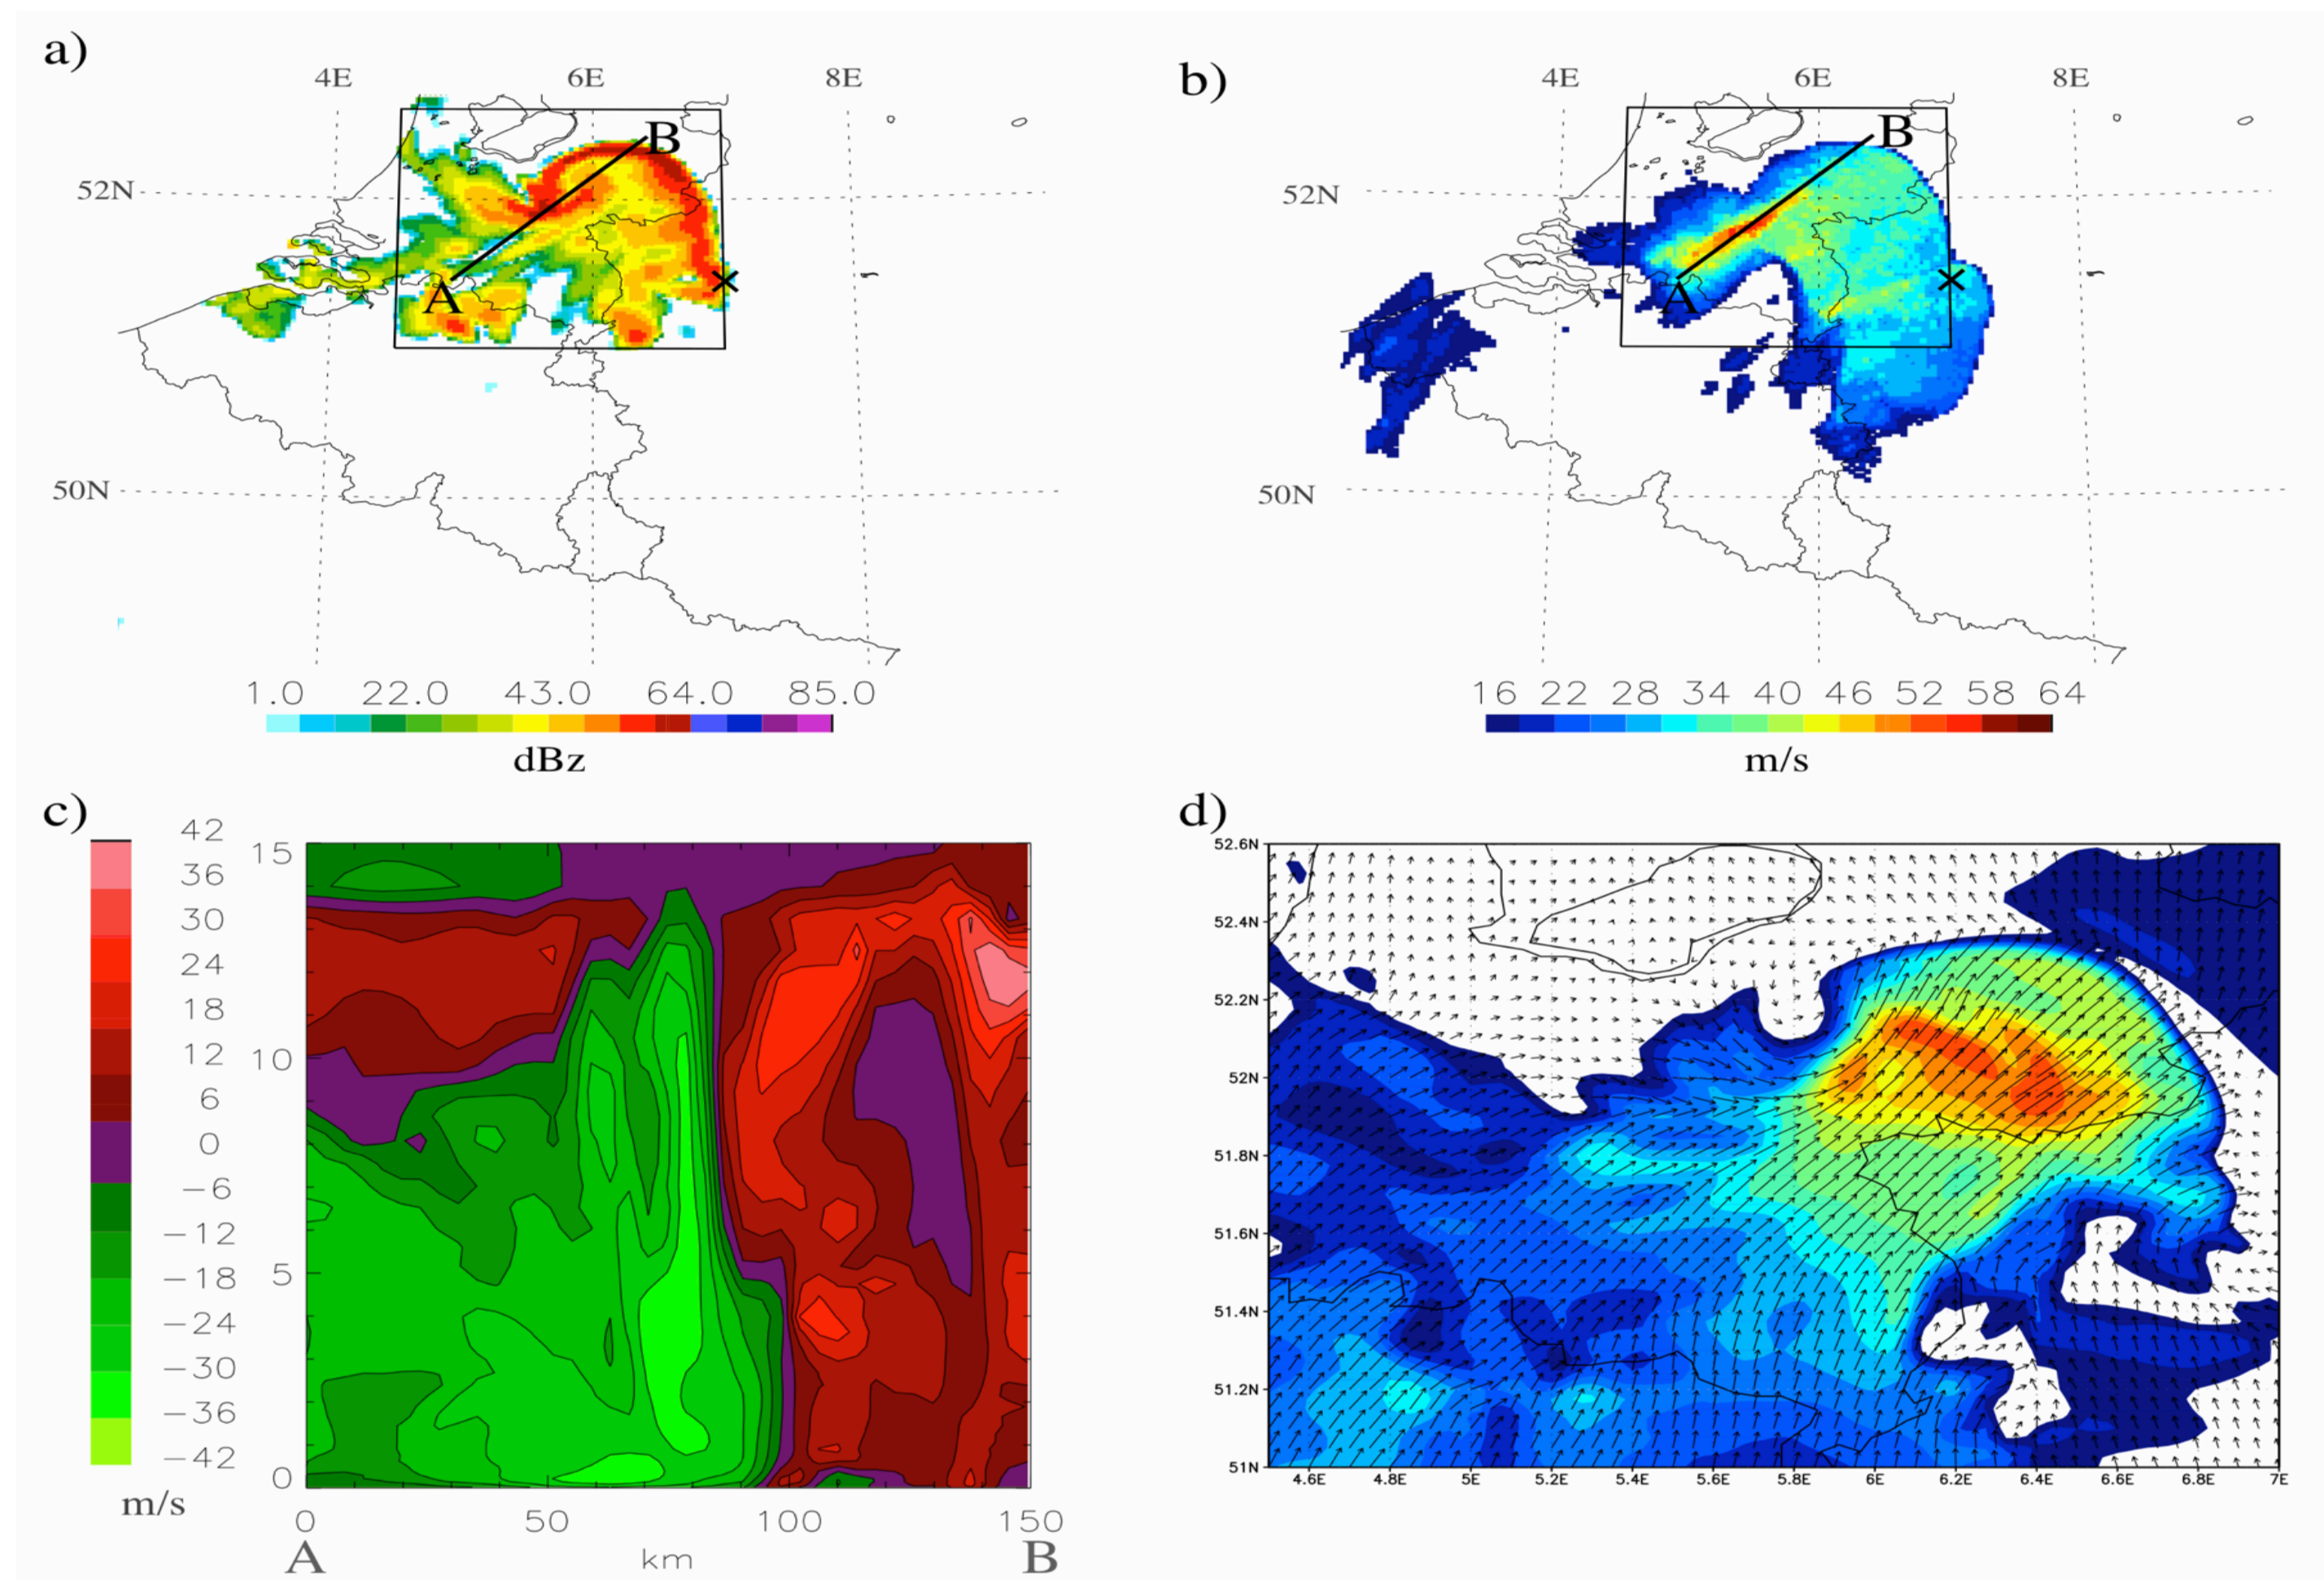 a)
4E 6E 8E
52N
50N
B
A
1.0 22.0 43.0 64.0 85.0
dBz
b)
4E 6E 8E
52N
50N
B
A
16 22 28 34 40 46 52 58 64
m/s
c)
42
36
30
24
18
12
6
0
−6
−12
−18
−24
−30
−36
−42
m/s
15
10
5
0
0 50 100 150
A km B
d)
52.6N
52.4N
52.2N
52N
51.8N
51.6N
51.4N
51.2N
51N
4.6E 4.8E 5E 5.2E 5.4E 5.6E 5.8E 6E 6.2E 6.4E 6.6E 6.8E 7E